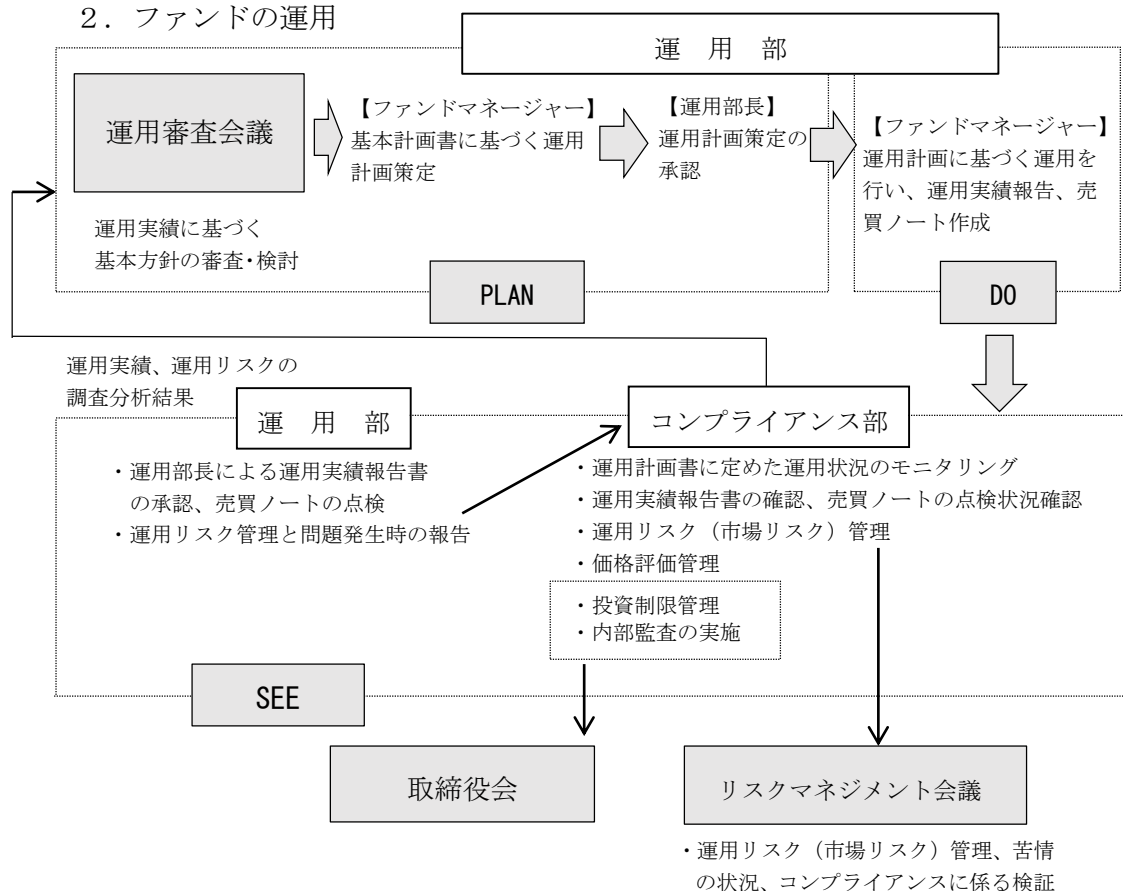 ２．ファンドの運用
運　用　部
運用審査会議
【ファンドマネージャー】
基本計画書に基づく運用
計画策定
【運用部長】
運用計画策定の
承認
【ファンドマネージャー】
運用計画に基づく運用を
行い、運用実績報告、売
買ノート作成
運用実績に基づく
基本方針の審査・検討
PLAN
DO
運用実績、運用リスクの
調査分析結果
運　用　部
コンプライアンス部
・運用部長による運用実績報告書
の承認、売買ノートの点検
・運用リスク管理と問題発生時の報告
・運用計画書に定めた運用状況のモニタリング
・運用実績報告書の確認、売買ノートの点検状況確認
・運用リスク（市場リスク）管理
・価格評価管理
・投資制限管理
・内部監査の実施
SEE
取締役会
リスクマネジメント会議
・運用リスク（市場リスク）管理、苦情
の状況、コンプライアンスに係る検証